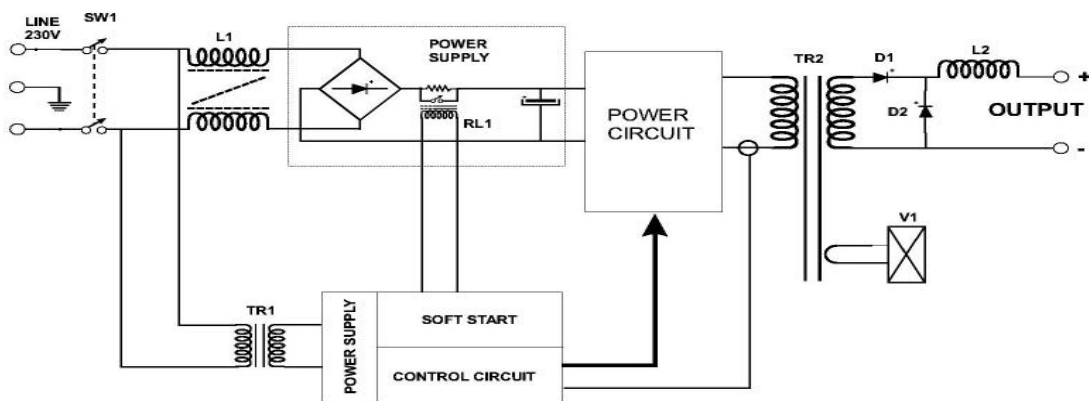 LINE
230V
SW1
L1
POWER
SUPPLY
RL1
POWER
CIRCUIT
TR2
D1
L2
+
D2
OUTPUT
-
V1
TR1
POWER SUPPLY
SOFT START
CONTROL CIRCUIT